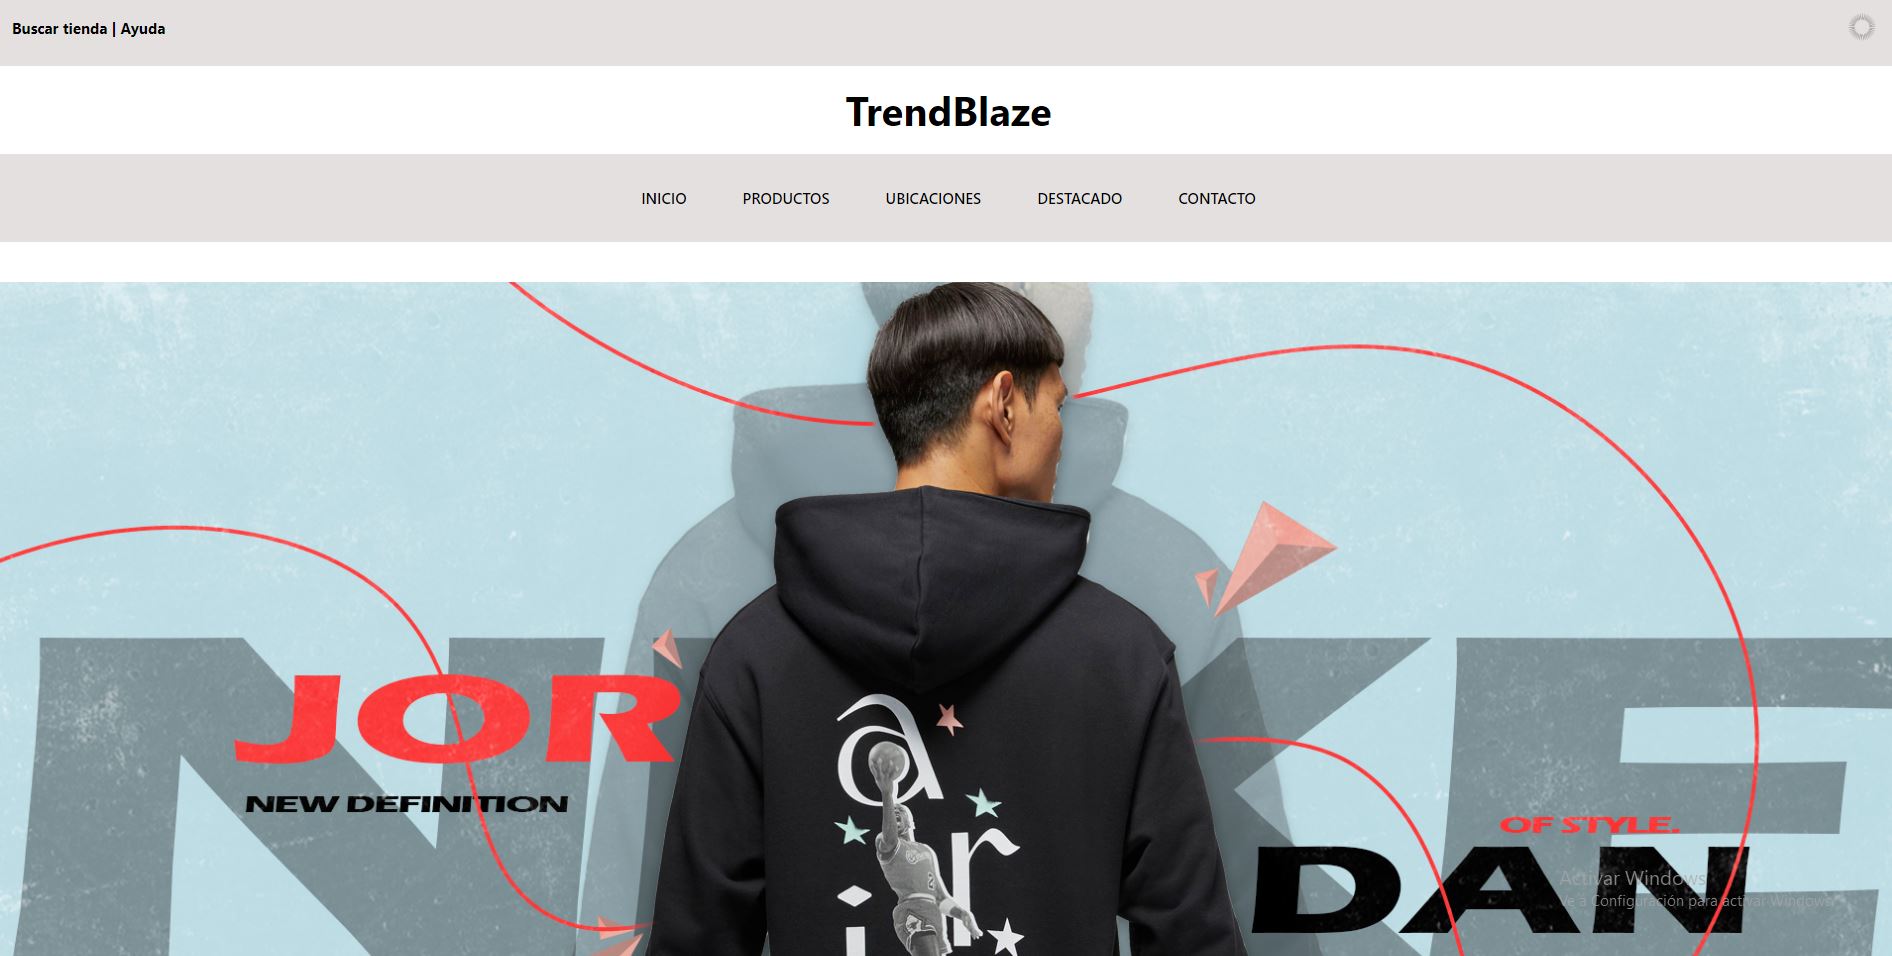 Buscar tienda | Ayuda
TrendBlaze
INICIO PRODUCTOS UBICACIONES DESTACADO CONTACTO
NIKE
JOR
NEW DEFINITION
air
OF STYLE.
DAN
Activar Windows
Ve a Configuración para activar Windows.